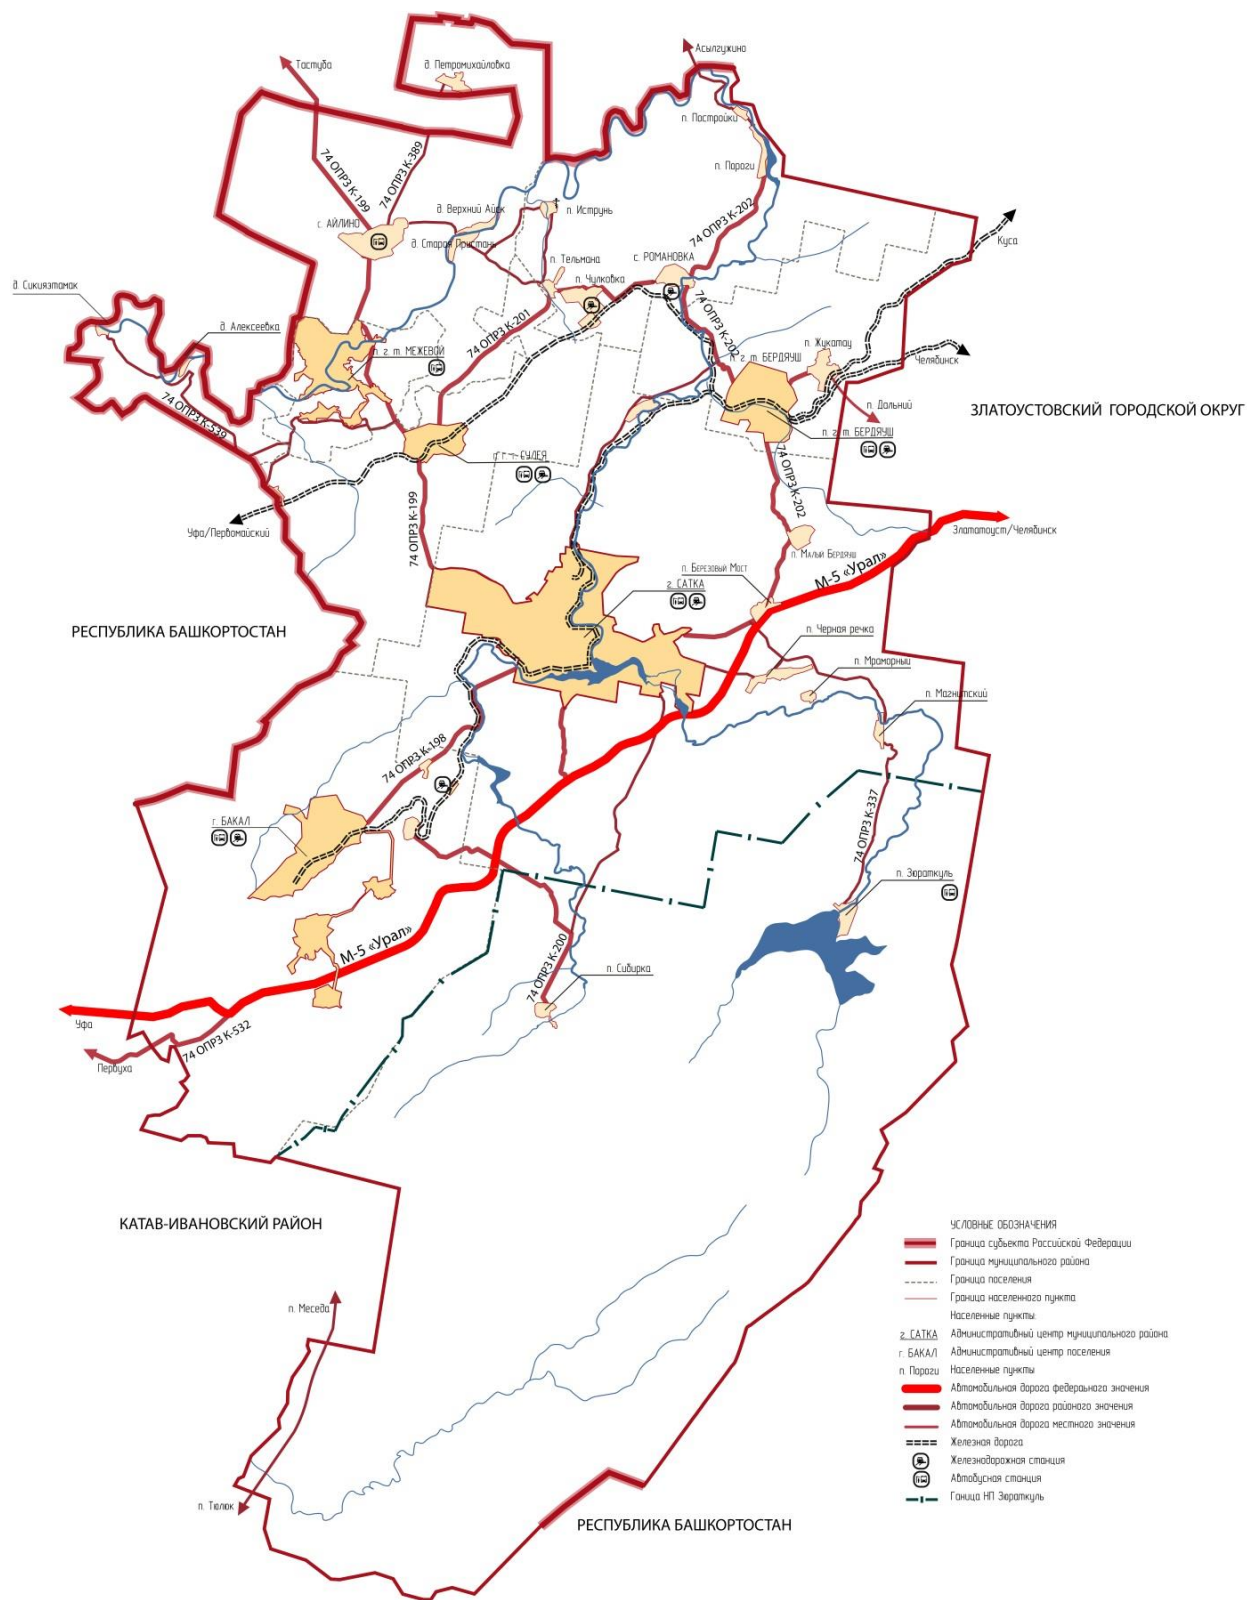 Асылгужино
Тастуба
д. Петромихайловка
п. Постройки
74 ОПРЗ К-199
74 ОПРЗ К-389
п. Пороги
с. АЙЛИНО
д. Верхний Айск
п. Иструнь
74 ОПРЗ К-202
Куса
д. Старая Пристань
п. Тельмана
с. РОМАНОВКА
п. Чулковка
д. Сикиязтамак
д. Алексеевка
74 ОПРЗ К-201
74 ОПРЗ К-202
п. Жукатау
п. г. т. МЕЖЕВОЙ
п. г. т. БЕРДЯУШ
Челябинск
74 ОПРЗ К-539
п. Дальний
ЗЛАТОУСТОВСКИЙ ГОРОДСКОЙ ОКРУГ
п. г. т. БЕРДЯУШ
п. г. т. СУЛЕЯ
74 ОПРЗ К-199
74 ОПРЗ К-202
Уфа/Первомайский
Златаоуст/Челябинск
п. Малый Бердяуш
п. Березовый Мост
М-5 «Урал»
г. САТКА
РЕСПУБЛИКА БАШКОРТОСТАН
п. Черная речка
п. Мраморный
п. Магнитский
74 ОПРЗ К-198
г. БАКАЛ
74 ОПРЗ К-337
п. Зюраткуль
М-5 «Урал»
74 ОПРЗ К-200
п. Сибирка
Уфа
74 ОПРЗ К-532
Первуха
КАТАВ-ИВАНОВСКИЙ РАЙОН
УСЛОВНЫЕ ОБОЗНАЧЕНИЯ
Граница субъекта Российской Федерации
Граница муниципального района
Граница поселения
Граница населенного пункта
Населенные пункты:
г. САТКА Административный центр муниципального района
г. БАКАЛ Административный центр поселения
п. Пороги Населенные пункты
Автомобильная дорога федерального значения
Автомобильная дорога районого значения
Автомобильная дорога местного значения
Железная дорога
Железнодорожная станция
Автобусная станция
Ганица НП Зюраткуль
п. Меседа
п. Тюлюк
РЕСПУБЛИКА БАШКОРТОСТАН